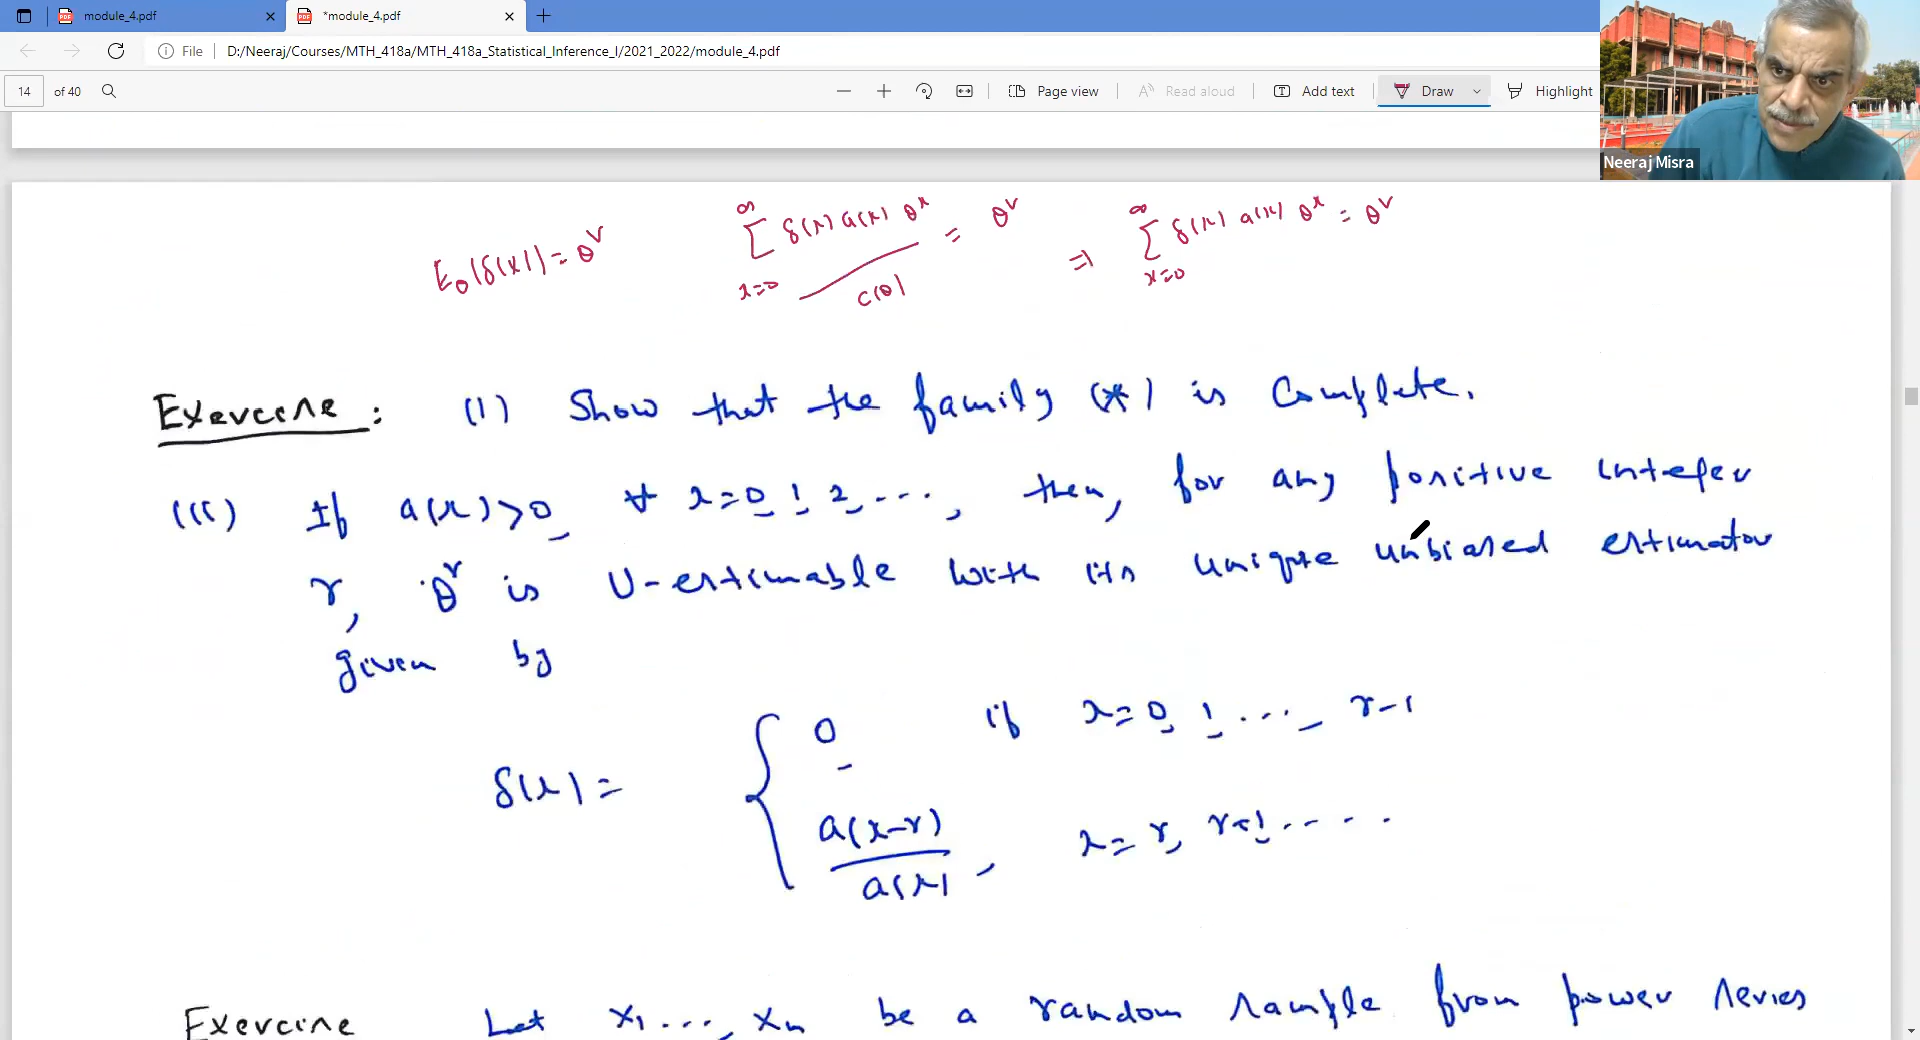 module_4.pdf
*module_4.pdf
File D:/Neeraj/Courses/MTH_418a/MTH_418a_Statistical_Inference_I/2021_2022/module_4.pdf
14 of 40 Page view Read aloud Add text Draw Highlight
Neeraj Misra
E_θ(δ(X)) = θ^r ∑_{x=0}^{∞} δ(x) a(x) θ^x / c(θ) = θ^r ⇒ ∑_{x=0}^{∞} δ(x) a(x) θ^x = θ^r
Exercise : (i) Show that the family (*) is Complete.
(ii) If a(x) > 0, ∀ x = 0, 1, 2, ..., then, for any positive integer
r, θ^r is U-estimable with its unique unbiased estimator
given by
δ(x) = { 0, if x = 0, 1, ..., r-1
a(x-r)/a(x), x = r, r+1, ....
Exercise Let X1, ..., Xn be a random sample from power series